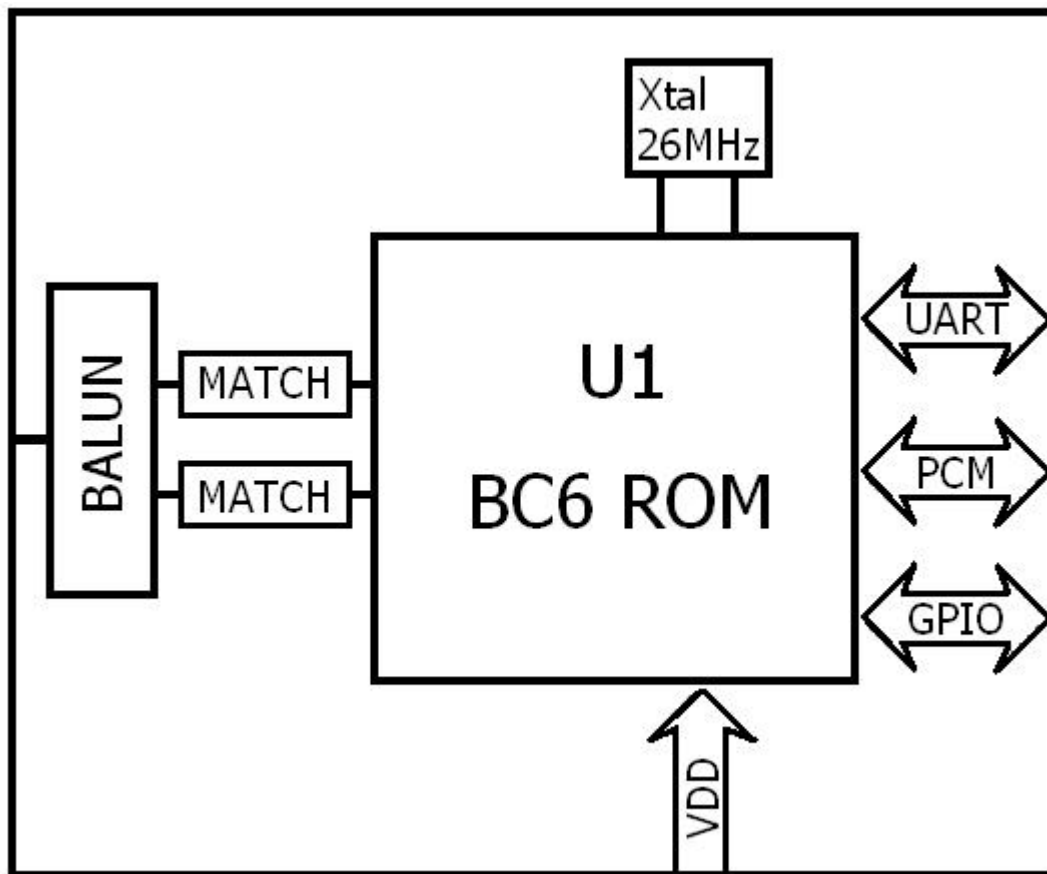 Xtal
26MHz
BALUN
MATCH
MATCH
U1
BC6 ROM
UART
PCM
GPIO
VDD